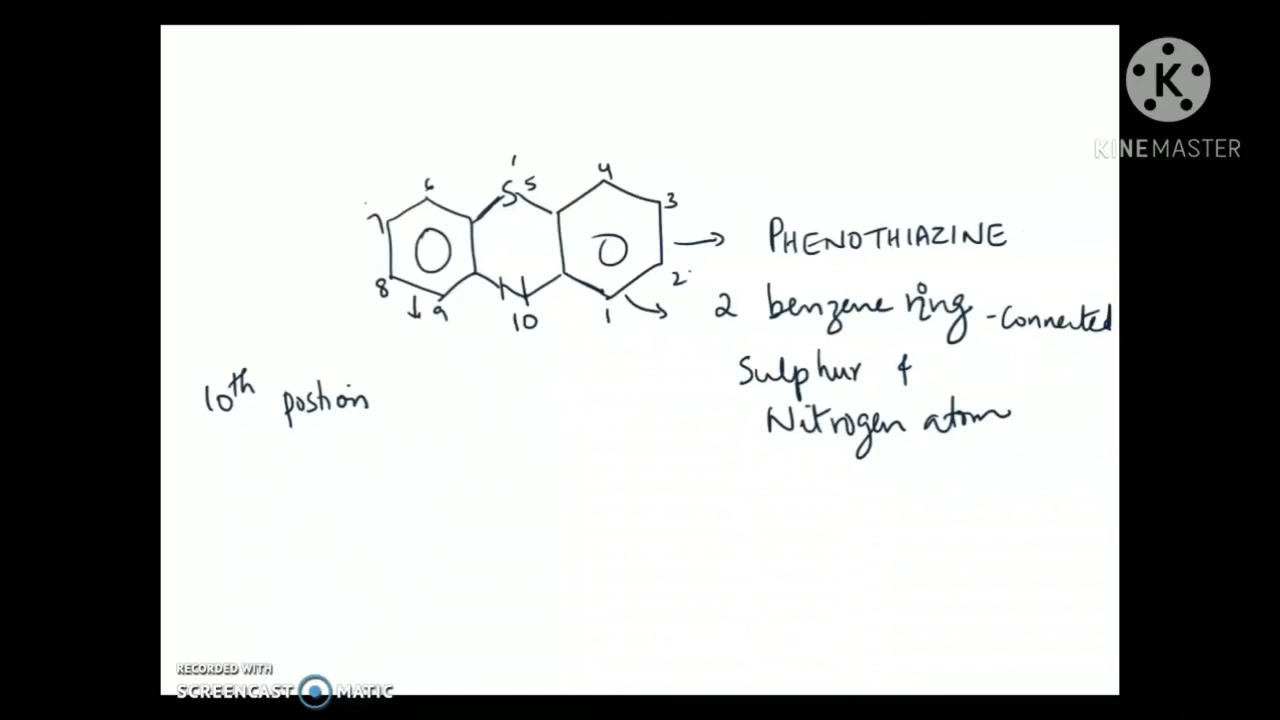 K
KINEMASTER
1
6
S 5
4
7
3
PHENOTHIAZINE
8
9
N
10
1
2
2 benzene ring - Connected
Sulphur &
Nitrogen atom
10th postion
RECORDED WITH
SCREENCAST MATIC